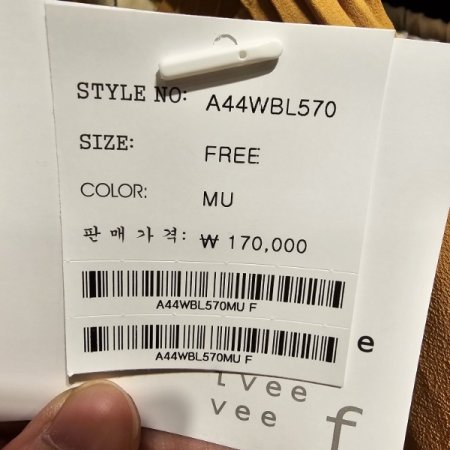 STYLE NO: A44WBL570
SIZE: FREE
COLOR: MU
판매가격: ₩ 170,000
A44WBL570MU F
A44WBL570MU F
e
vee
vee f